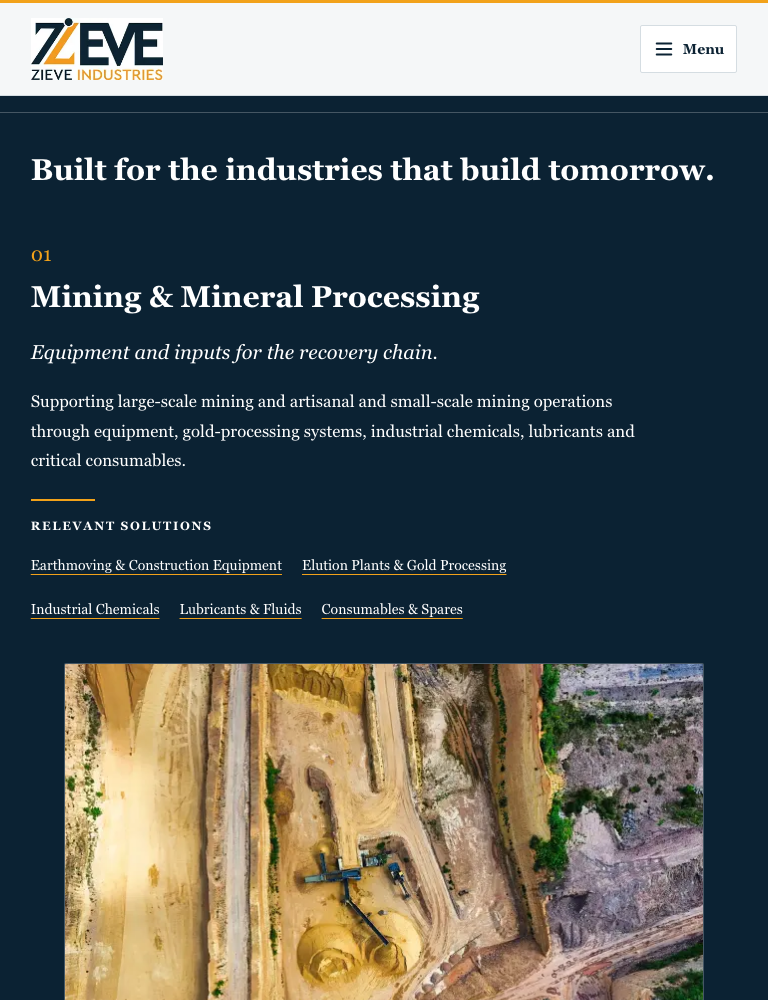 ZIEVE
ZIEVE INDUSTRIES
Menu
Built for the industries that build tomorrow.
01
Mining & Mineral Processing
Equipment and inputs for the recovery chain.
Supporting large-scale mining and artisanal and small-scale mining operations
through equipment, gold-processing systems, industrial chemicals, lubricants and
critical consumables.
RELEVANT SOLUTIONS
Earthmoving & Construction Equipment Elution Plants & Gold Processing
Industrial Chemicals Lubricants & Fluids Consumables & Spares